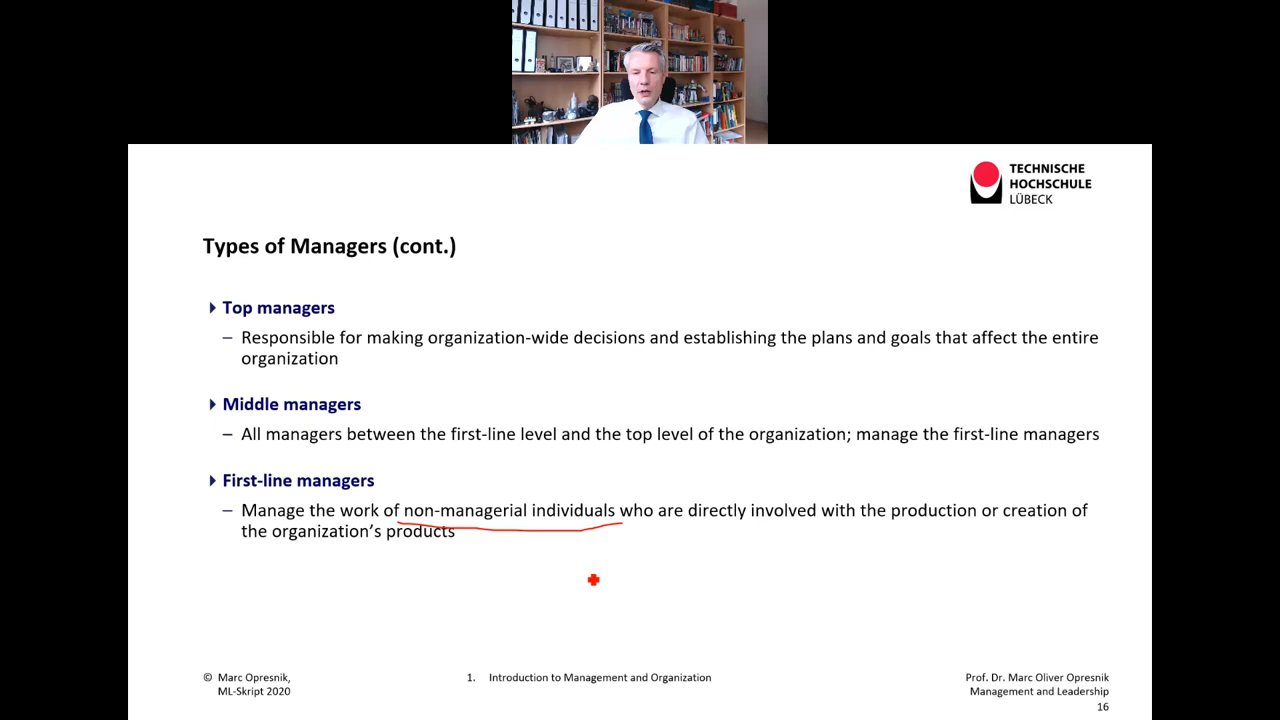 TECHNISCHE
HOCHSCHULE
LÜBECK
Types of Managers (cont.)
Top managers
– Responsible for making organization-wide decisions and establishing the plans and goals that affect the entire
organization
Middle managers
– All managers between the first-line level and the top level of the organization; manage the first-line managers
First-line managers
– Manage the work of non-managerial individuals who are directly involved with the production or creation of
the organization’s products
© Marc Opresnik,
ML-Skript 2020
1. Introduction to Management and Organization
Prof. Dr. Marc Oliver Opresnik
Management and Leadership
16